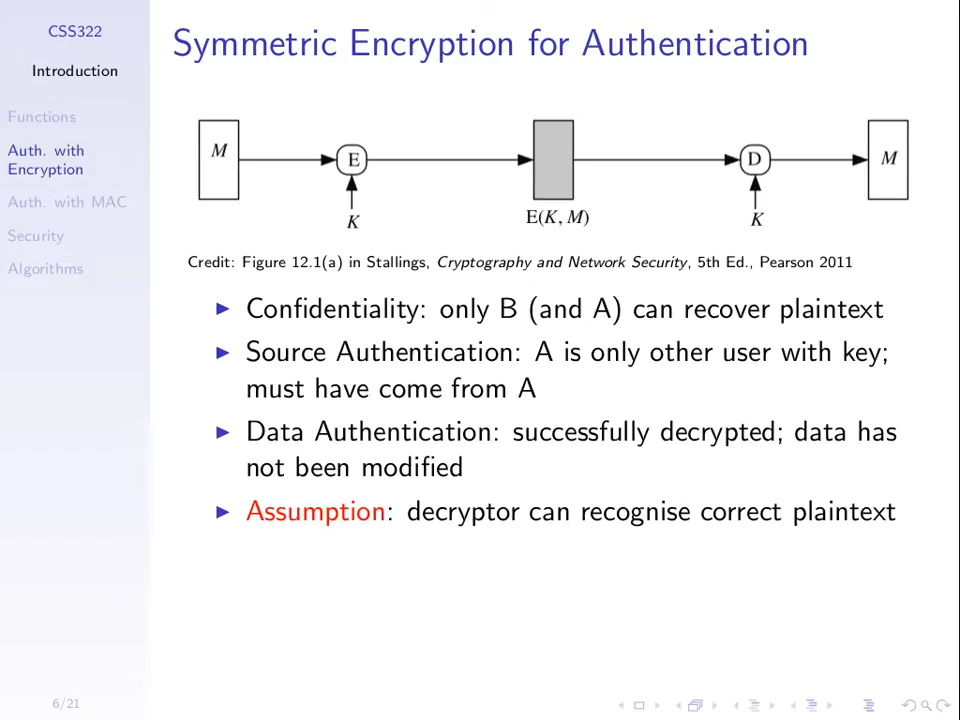 CSS322
Introduction
Functions
Auth. with
Encryption
Auth. with MAC
Security
Algorithms
Symmetric Encryption for Authentication
M
E
K
E(K, M)
D
K
M
Credit: Figure 12.1(a) in Stallings, Cryptography and Network Security, 5th Ed., Pearson 2011
Confidentiality: only B (and A) can recover plaintext
Source Authentication: A is only other user with key;
must have come from A
Data Authentication: successfully decrypted; data has
not been modified
Assumption: decryptor can recognise correct plaintext
6/21